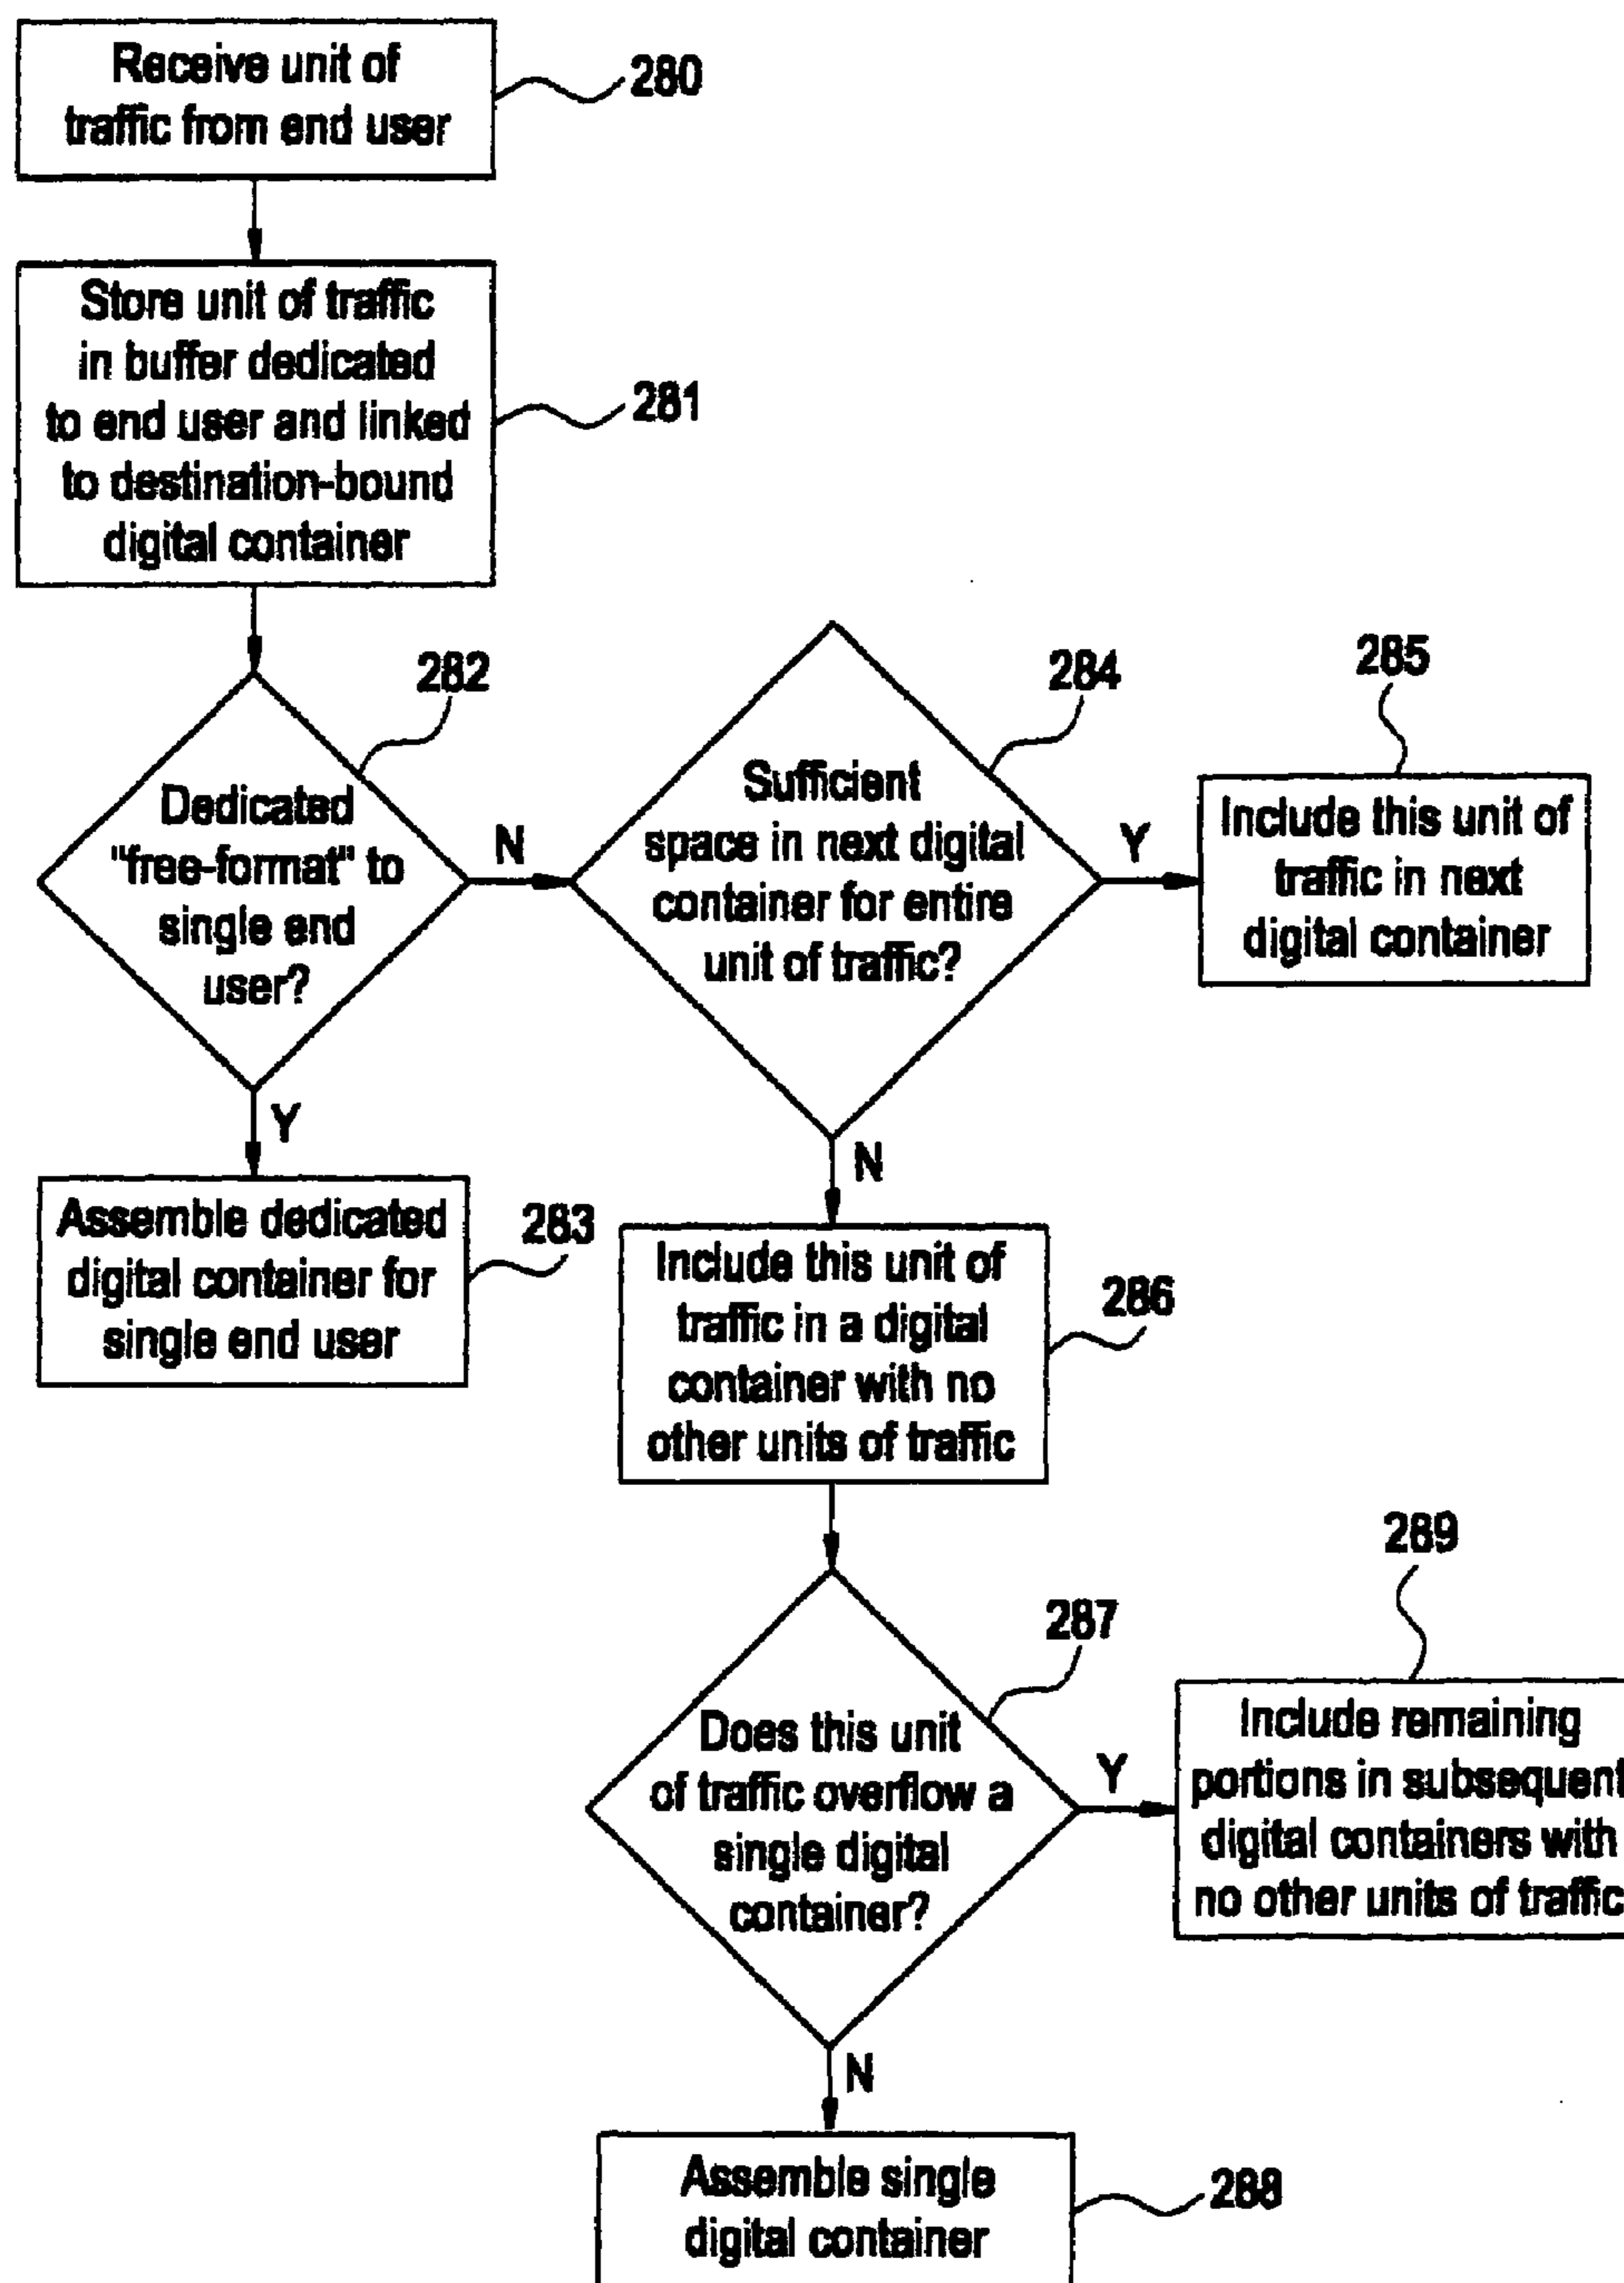 Receive unit of
traffic from end user
280
Store unit of traffic
in buffer dedicated
to end user and linked
to destination-bound
digital container
281
282
Dedicated
"free-format" to
single end
user?
N
Y
284
Sufficient
space in next digital
container for entire
unit of traffic?
Y
N
285
Include this unit of
traffic in next
digital container
Assemble dedicated
digital container for
single end user
283
Include this unit of
traffic in a digital
container with no
other units of traffic
286
287
Does this unit
of traffic overflow a
single digital
container?
Y
N
289
Include remaining
portions in subsequent
digital containers with
no other units of traffic
Assemble single
digital container
288